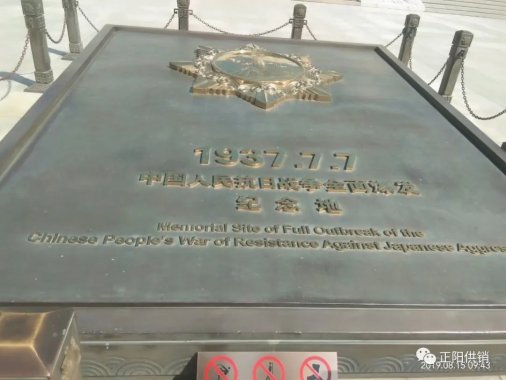 1937.7.7
中国人民抗日战争全面爆发
纪念地
Memorial Site of Full Outbreak of the
Chinese People's War of Resistance Against Japanese
正阳供销
2019.08.15 09:43